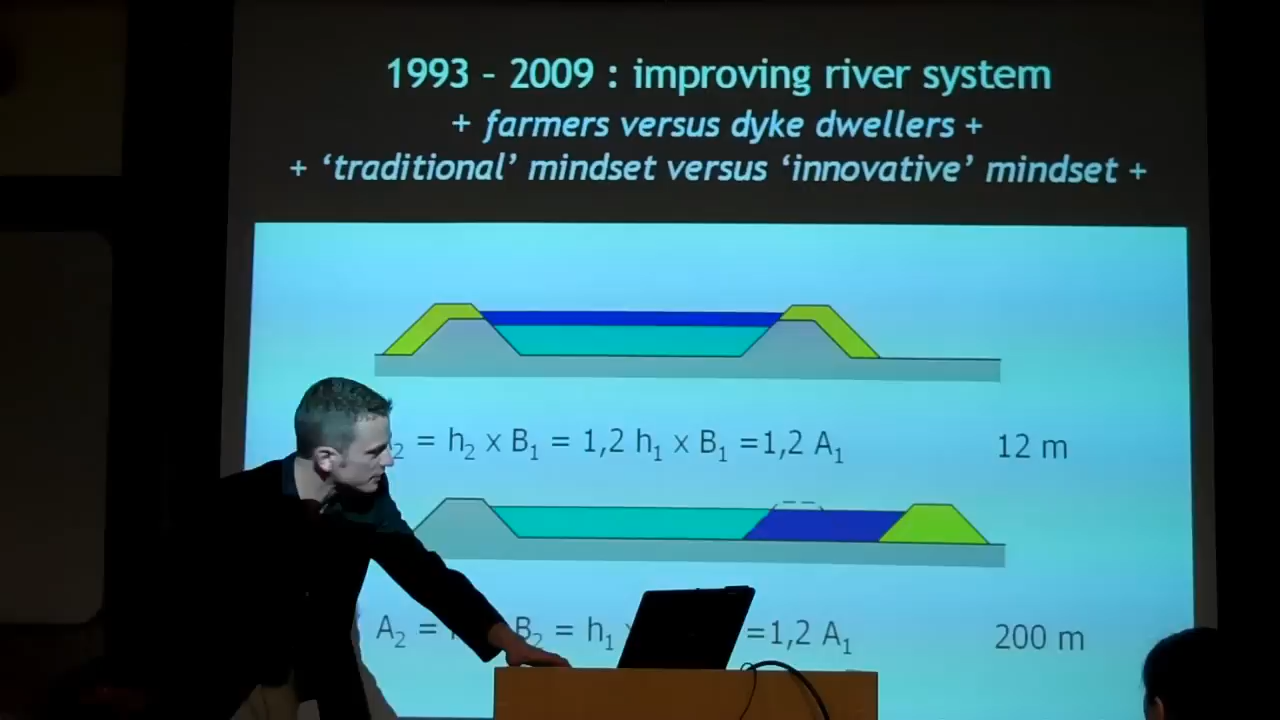 1993 – 2009 : improving river system
+ farmers versus dyke dwellers +
+ ‘traditional’ mindset versus ‘innovative’ mindset +
₂ = h₂ x B₁ = 1,2 h₁ x B₁ =1,2 A₁ 12 m
A₂ = B₂ = h₁ =1,2 A₁ 200 m